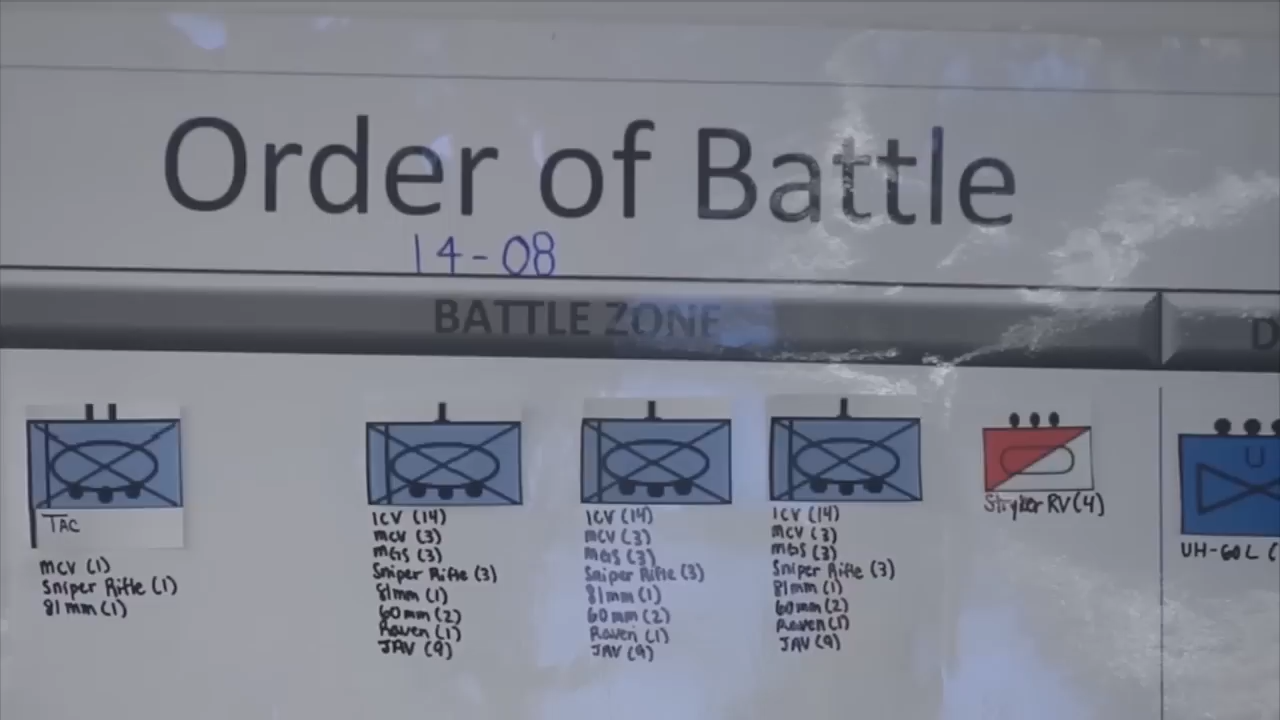 Order of Battle
14-08
BATTLE ZONE
D
TAC
MCV (1)
Sniper Rifle (1)
81mm (1)
ICV (14)
MCV (3)
MGS (3)
Sniper Rifle (3)
81mm (1)
60mm (2)
Raven (1)
JAV (9)
ICV (14)
MCV (3)
MGS (3)
Sniper Rifle (3)
81mm (1)
60mm (2)
Raven (1)
JAV (9)
ICV (14)
MCV (3)
MGS (3)
Sniper Rifle (3)
81mm (1)
60mm (2)
Raven (1)
JAV (9)
Stryker RV (4)
U
UH-60L (